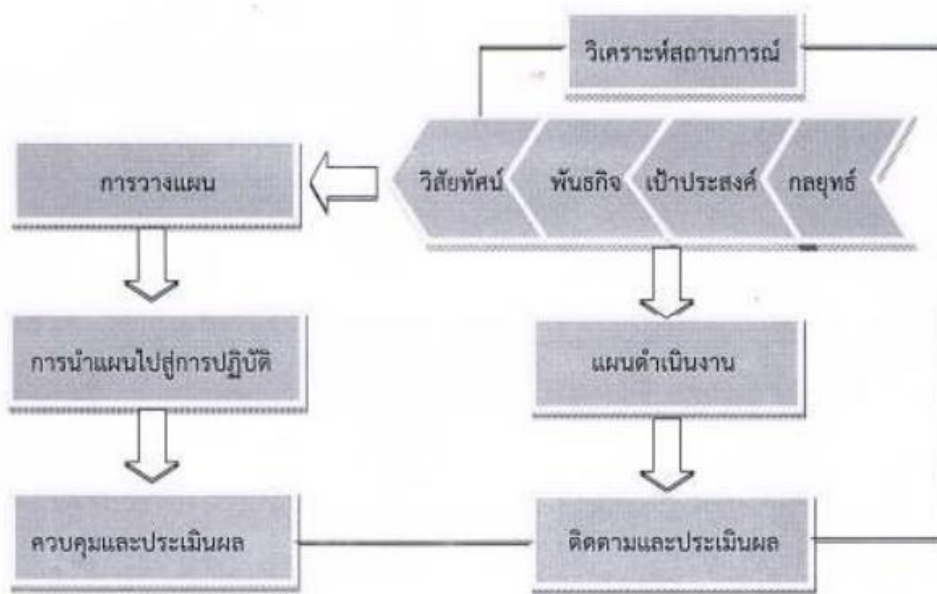 วิเคราะห์สถานการณ์
การวางแผน
วิสัยทัศน์ พันธกิจ เป้าประสงค์ กลยุทธ์
การนำแผนไปสู่การปฏิบัติ
แผนดำเนินงาน
ควบคุมและประเมินผล
ติดตามและประเมินผล